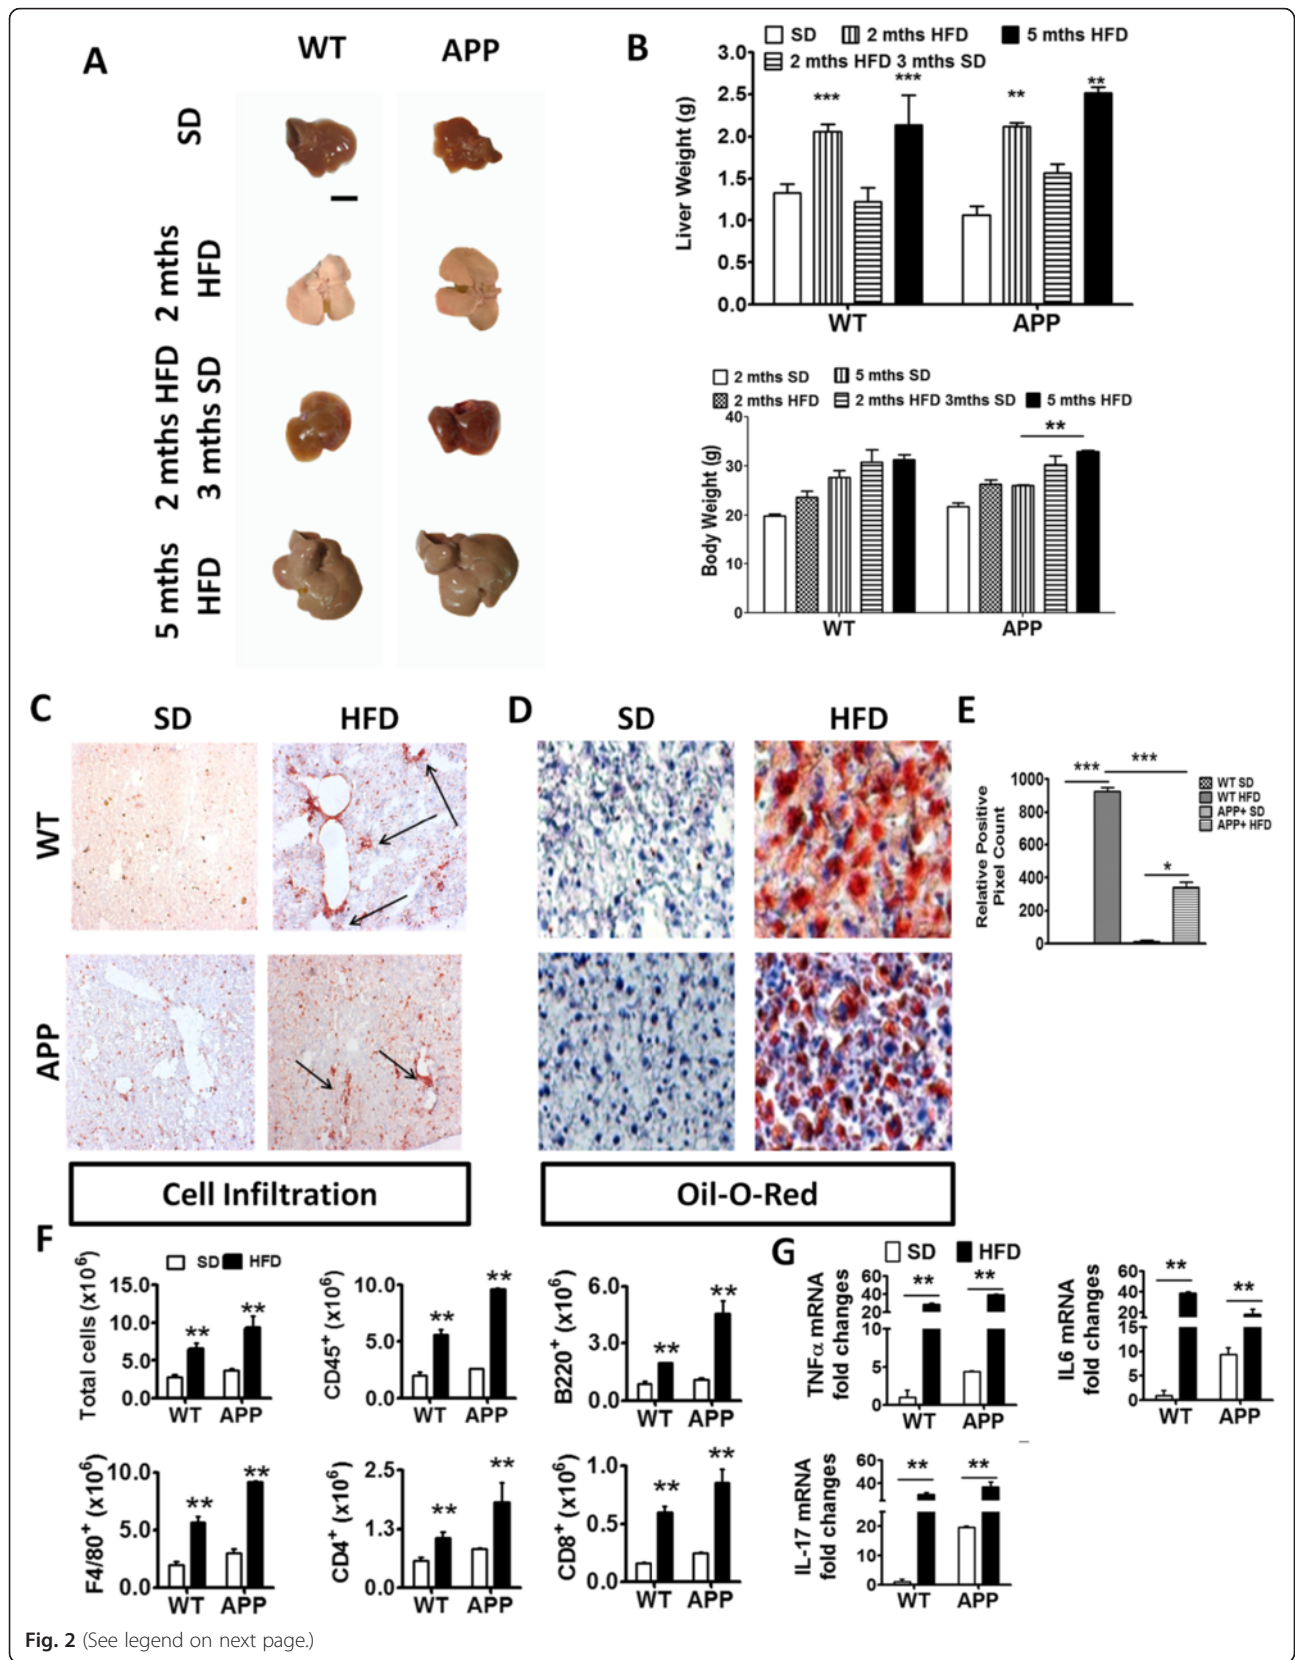 A
WT APP
SD
2 mths
HFD
2 mths HFD
3 mths SD
5 mths
HFD
B
SD 2 mths HFD 5 mths HFD
2 mths HFD 3 mths SD
Liver Weight (g)
3.0
2.5
2.0
1.5
1.0
0.5
0.0
*** *** ** **
WT APP
2 mths SD 5 mths SD
2 mths HFD 2 mths HFD 3mths SD 5 mths HFD
Body Weight (g)
40
30
20
10
0
**
WT APP
C
SD HFD
WT
APP
Cell Infiltration
D
SD HFD
Oil-O-Red
E
Relative Positive
Pixel Count
1000
800
600
400
200
0
*** *** *
WT SD
WT HFD
APP+ SD
APP+ HFD
F
SD HFD
Total cells (x10⁶)
15.0
10.0
5.0
0.0
** **
WT APP
CD45⁺ (x10⁶)
10.0
5.0
0.0
** **
WT APP
B220⁺ (x10⁶)
6.0
3.0
0.0
** **
WT APP
F4/80⁺ (x10⁶)
10.0
5.0
0.0
** **
WT APP
CD4⁺ (x10⁶)
2.5
1.3
0.0
** **
WT APP
CD8⁺ (x10⁶)
1.0
0.5
0.0
** **
WT APP
G
SD HFD
TNFα mRNA
fold changes
60
40
20
10
5
0
** **
WT APP
IL6 mRNA
fold changes
60
40
20
15
10
5
0
** **
WT APP
IL-17 mRNA
fold changes
60
40
20
10
0
** **
WT APP
Fig. 2 (See legend on next page.)